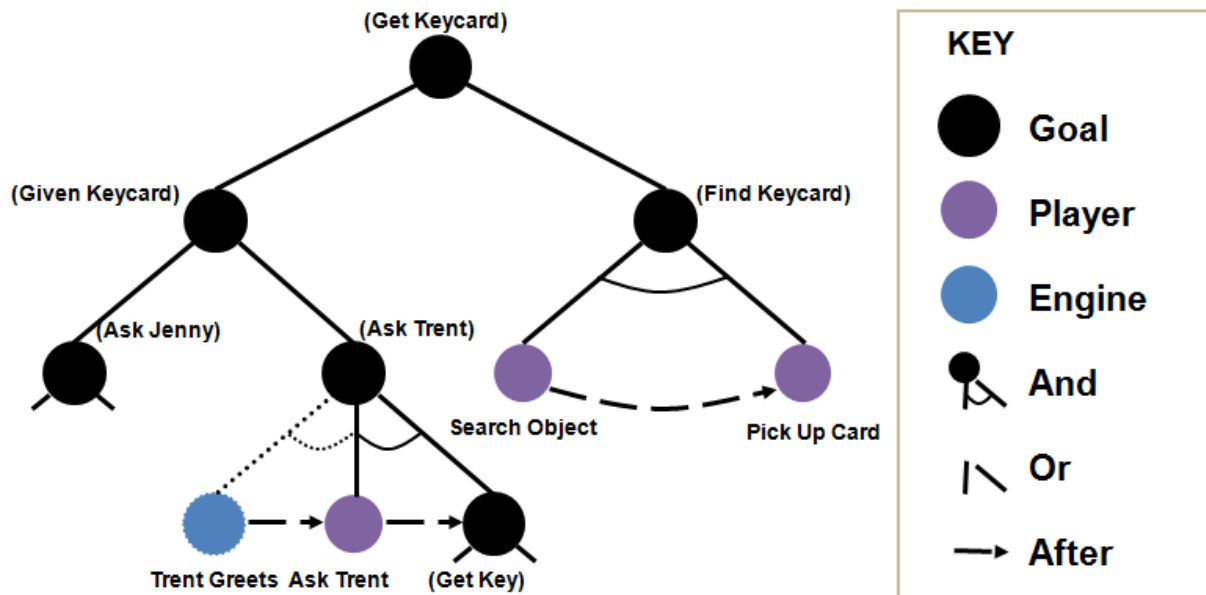 (Get Keycard)
(Given Keycard)
(Find Keycard)
(Ask Jenny)
(Ask Trent)
Search Object
Pick Up Card
Trent Greets
Ask Trent
(Get Key)
KEY
Goal
Player
Engine
And
Or
After